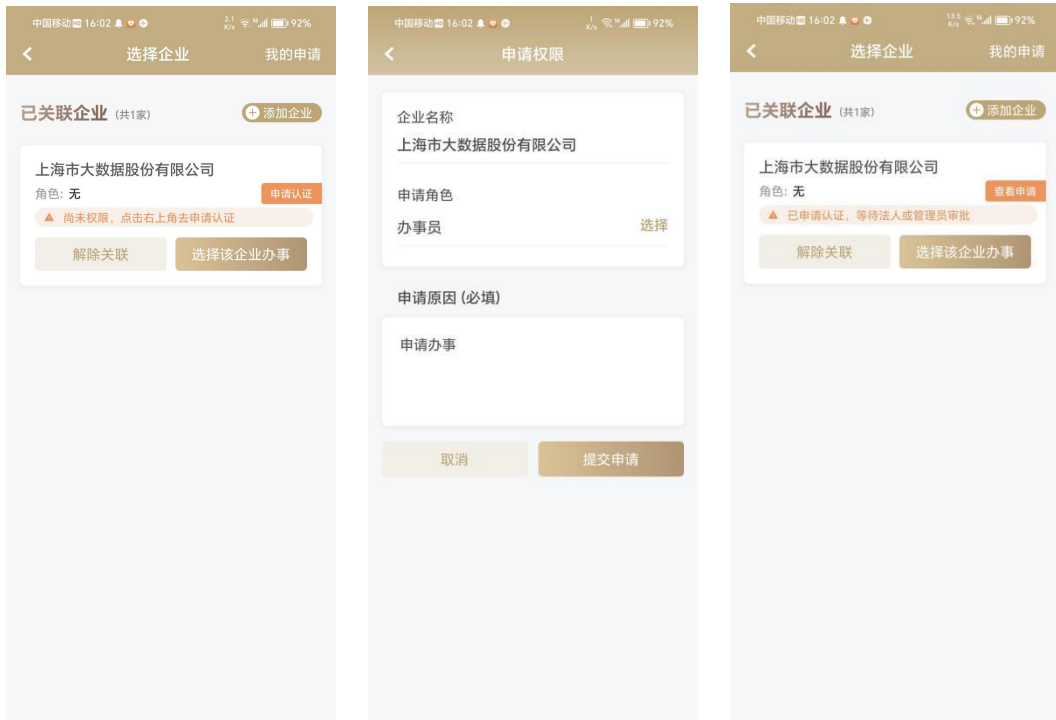 中国移动 HD 16:02
2.1 K/s 92%
选择企业
我的申请
已关联企业 (共1家)
添加企业
上海市大数据股份有限公司
角色: 无
申请认证
尚未权限，点击右上角去申请认证
解除关联
选择该企业办事
中国移动 HD 16:02
1 K/s 92%
申请权限
企业名称
上海市大数据股份有限公司
申请角色
办事员
选择
申请原因 (必填)
申请办事
取消
提交申请
中国移动 HD 16:02
13.5 K/s 92%
选择企业
我的申请
已关联企业 (共1家)
添加企业
上海市大数据股份有限公司
角色: 无
查看申请
已申请认证，等待法人或管理员审批
解除关联
选择该企业办事